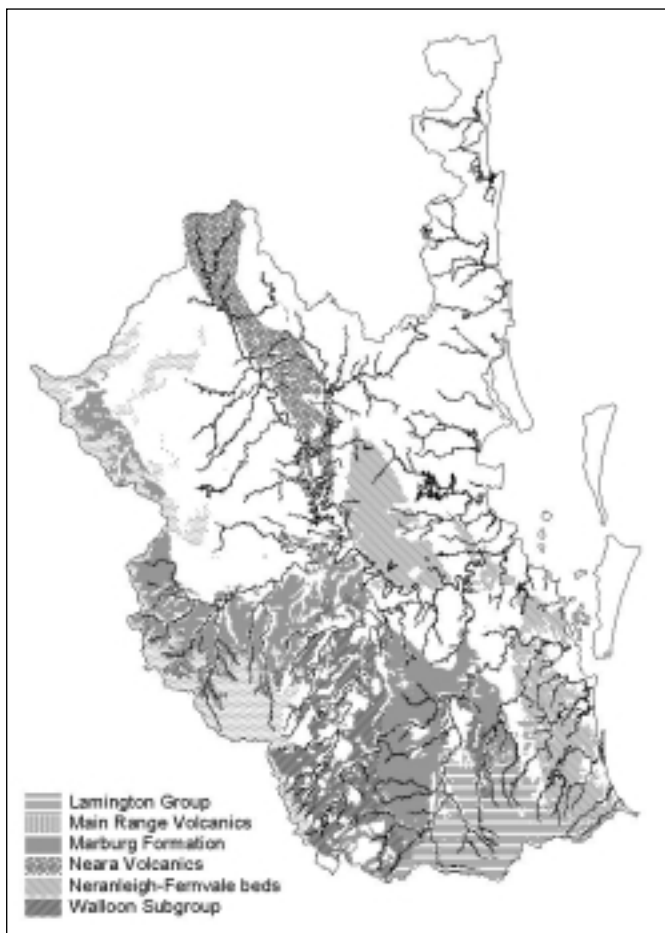 Lamington Group
Main Range Volcanics
Marburg Formation
Neara Volcanics
Neranleigh-Fernvale beds
Walloon Subgroup